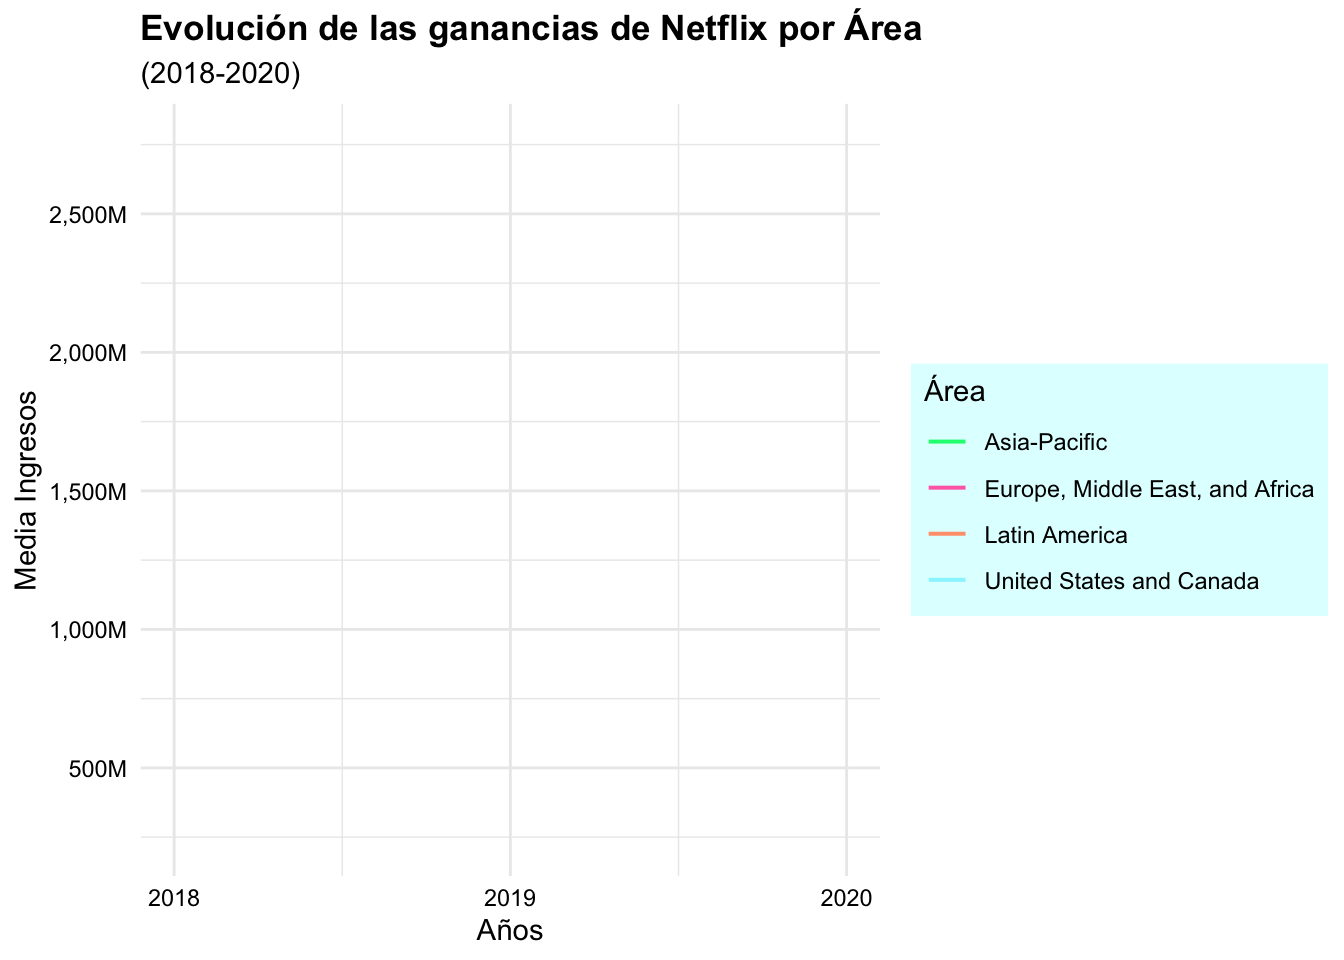 Evolución de las ganancias de Netflix por Área
(2018-2020)
Media Ingresos
2,500M
2,000M
1,500M
1,000M
500M
2018
2019
2020
Años
Área
Asia-Pacific
Europe, Middle East, and Africa
Latin America
United States and Canada